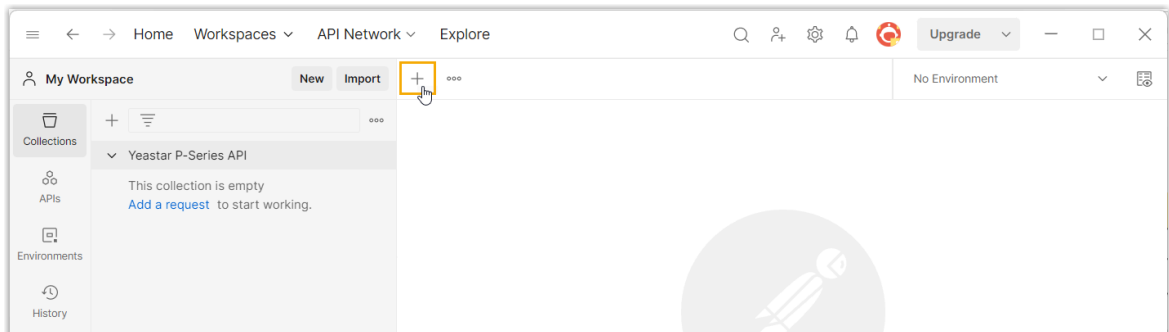 Home Workspaces API Network Explore Upgrade
My Workspace New Import No Environment
Collections
Yeastar P-Series API
This collection is empty
Add a request to start working.
APIs
Environments
History